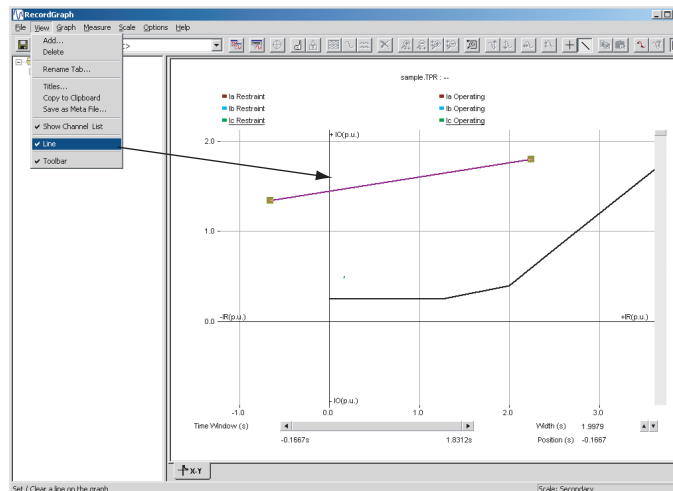 RecordGraph
File View Graph Measure Scale Options Help
Add...
Delete
Rename Tab...
Titles...
Copy to Clipboard
Save as Meta File...
Show Channel List
Line
Toolbar
sample.TPR : --
Ia Restraint Ia Operating
Ib Restraint Ib Operating
Ic Restraint Ic Operating
+ IO(p.u.)
2.0
1.0
0.0
-IR(p.u.) +IR(p.u.)
- IO(p.u.)
-1.0 0.0 1.0 2.0 3.0
Time Window (s) Width (s) 1.9979
-0.1667s 1.8312s Position (s) -0.1667
X-Y
Set / Clear a line on the graph Scale: Secondary